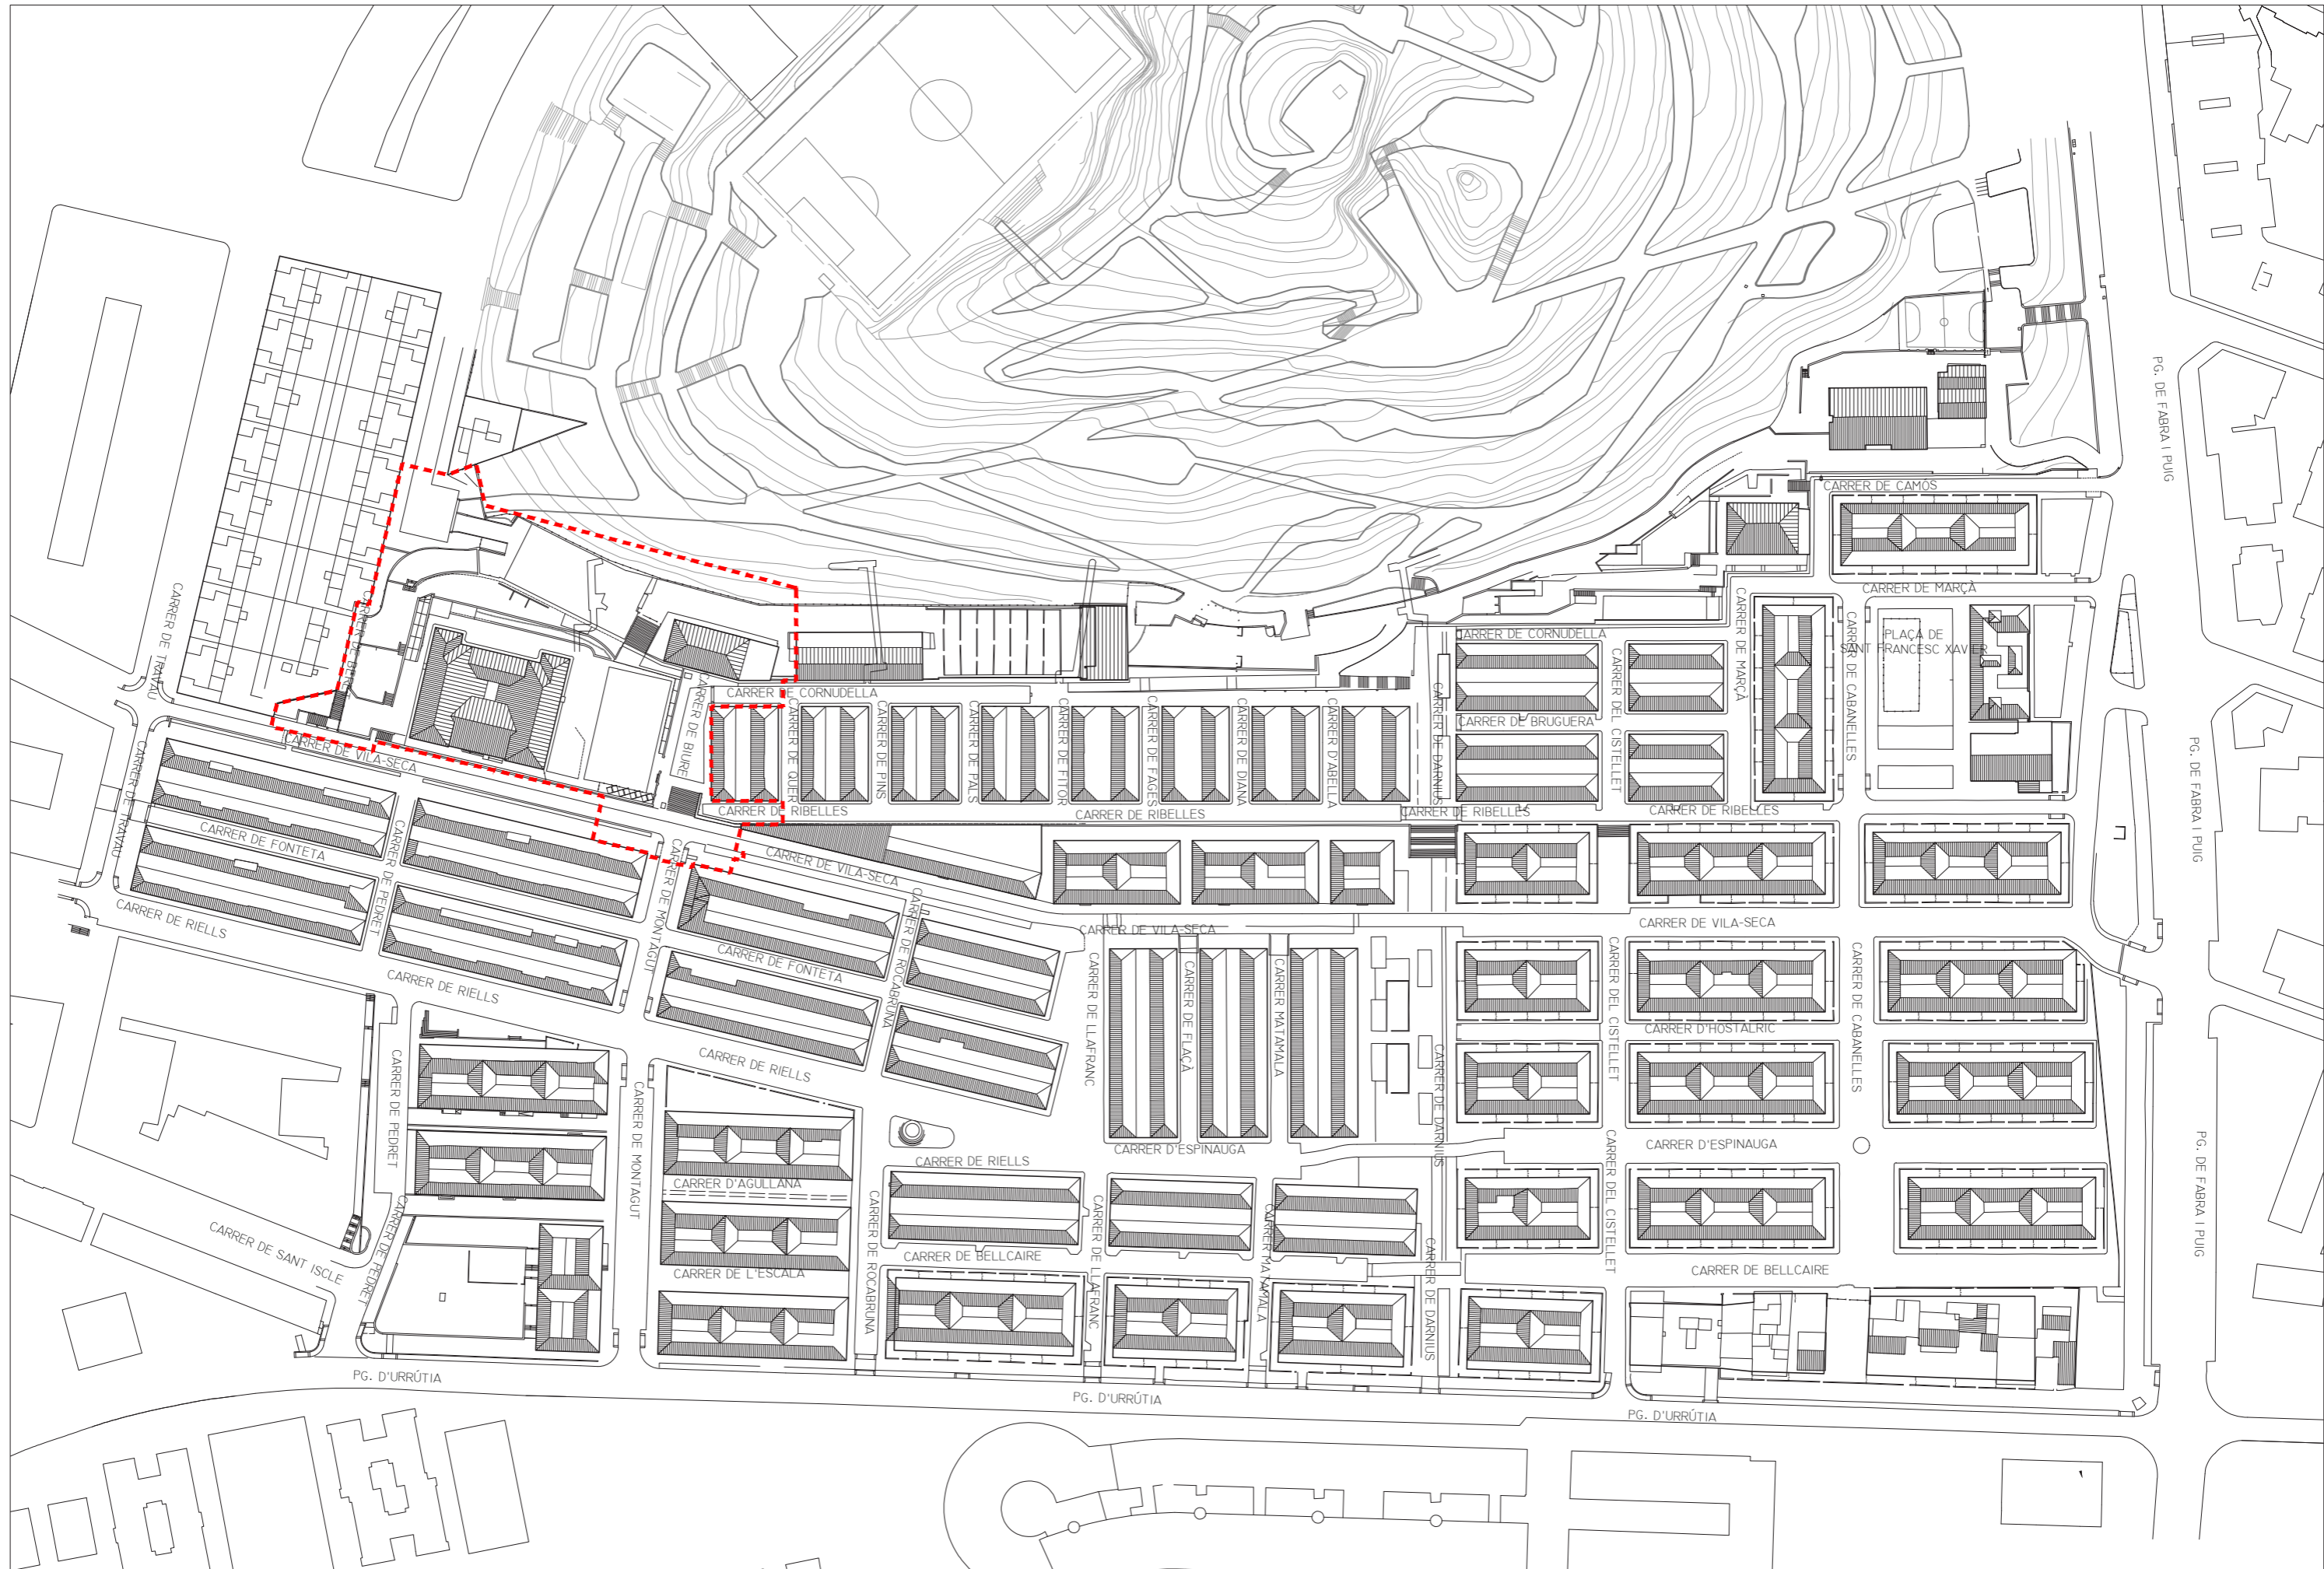 PG. DE FABRA I PUIG
CARRER DE CAMÓS
CARRER DE MARÇÀ
CARRER DE TRAVAU
CARRER DE BIURE
CARRER DE MARÇÀ
CARRER DE CABANELLES
PLAÇA DE
SANT FRANCESC XAVIER
CARRER DE CORNUDELLA
CARRER DE CORNUDELLA
CARRER DE BIURE
CARRER DE QUER
CARRER DE PINS
CARRER DE PALS
CARRER DE FITOR
CARRER DE FAGES
CARRER DE DIANA
CARRER D'ABELLA
CARRER DE DARNIUS
CARRER DE BRUGUERA
CARRER DEL CISTELLET
CARRER DE VILA-SECA
CARRER DE TRAVAU
CARRER DE RIBELLES
CARRER DE RIBELLES
CARRER DE RIBELLES
CARRER DE RIBELLES
PG. DE FABRA I PUIG
CARRER DE FONTETA
CARRER DE PEDRET
CARRER DE MONTAGUT
CARRER DE VILA-SECA
CARRER DE RIELLS
CARRER DE ROCABRUNA
CARRER DE VILA-SECA
CARRER DE VILA-SECA
CARRER DE RIELLS
CARRER DE FONTETA
CARRER DE LLAFRANC
CARRER DE FLAÇÀ
CARRER MATAMALA
CARRER DEL CISTELLET
CARRER DE CABANELLES
CARRER D'HOSTALRIC
CARRER DE RIELLS
CARRER DE PEDRET
CARRER DE MONTAGUT
CARRER DE DARNIUS
CARRER DE RIELLS
CARRER D'ESPINAUGA
CARRER D'ESPINAUGA
PG. DE FABRA I PUIG
CARRER D'AGULLANA
CARRER DEL CISTELLET
CARRER DE SANT ISCLE
CARRER DE PEDRET
CARRER DE ROCABRUNA
CARRER DE BELLCAIRE
CARRER DE LLAFRANC
CARRER MATAMALA
CARRER DE DARNIUS
CARRER DE L'ESCALA
CARRER DE BELLCAIRE
PG. D'URRÚTIA
PG. D'URRÚTIA
PG. D'URRÚTIA